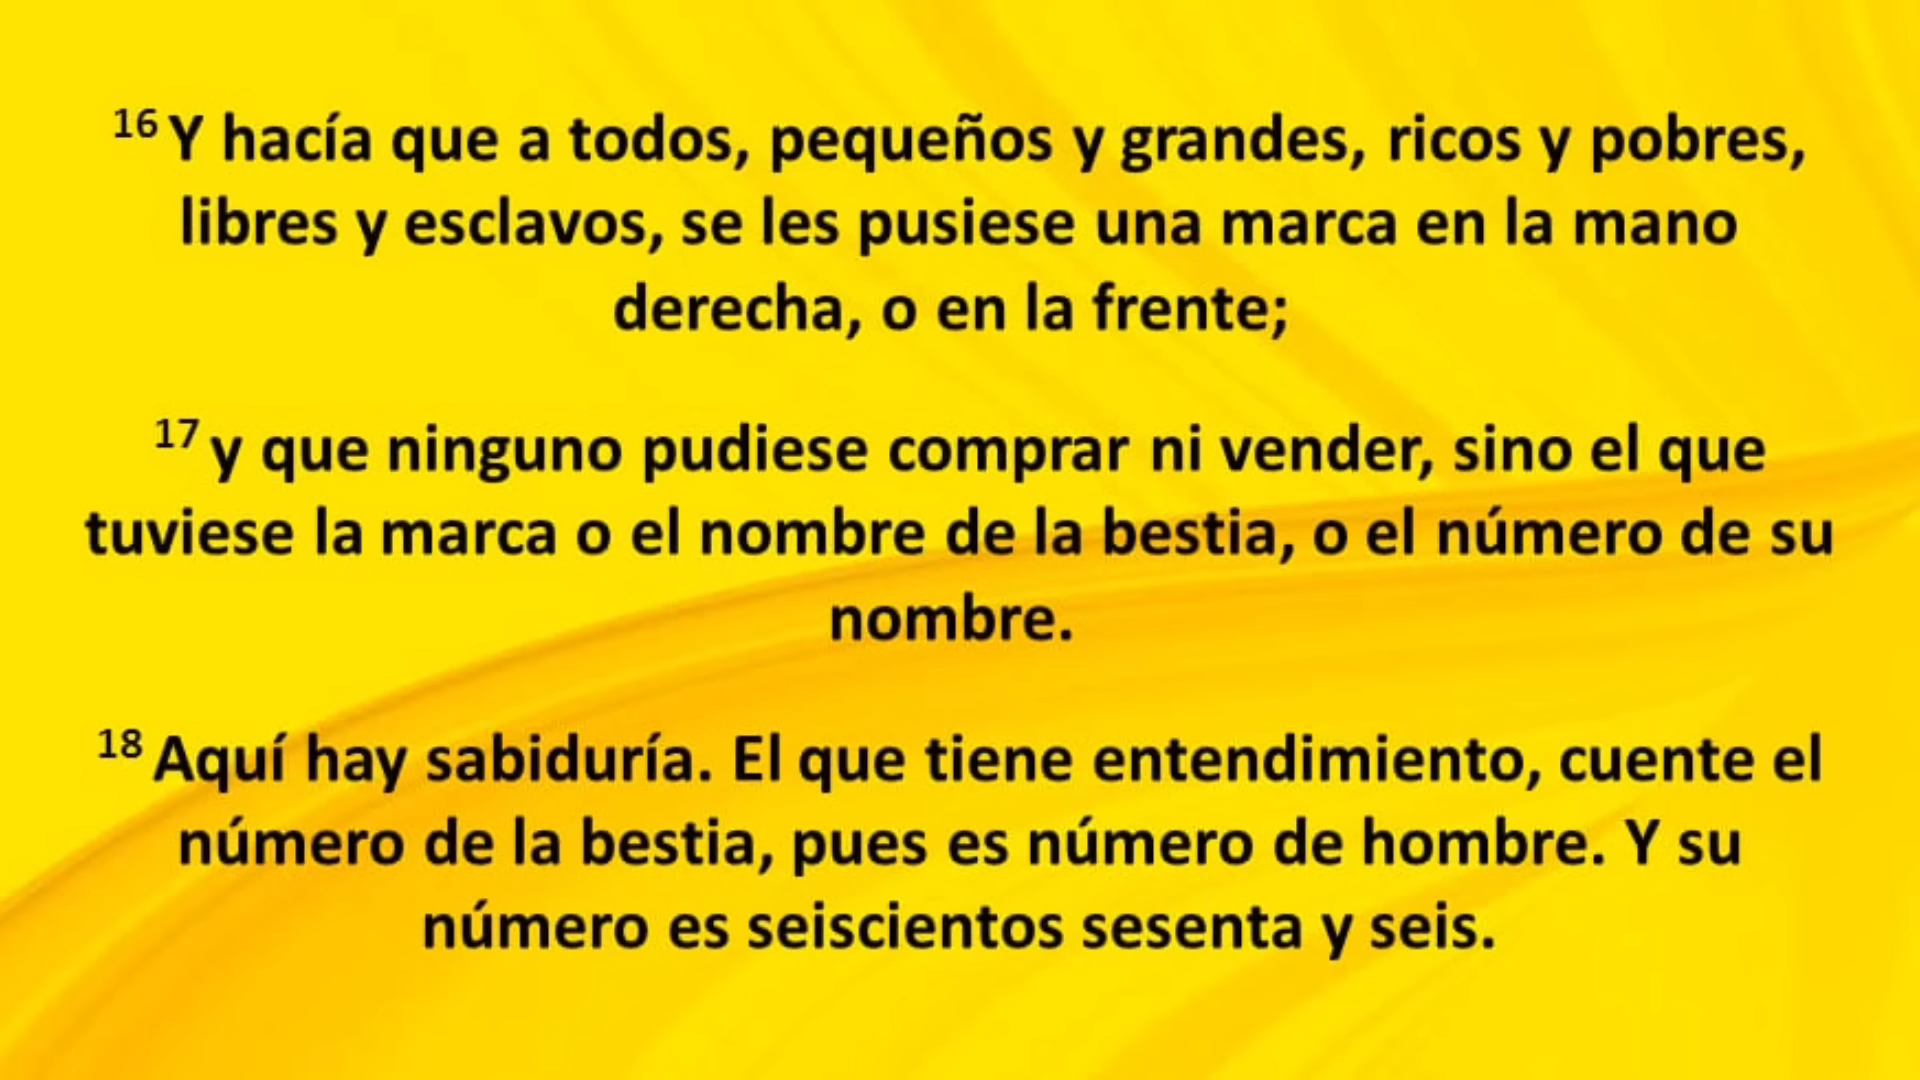 16 Y hacía que a todos, pequeños y grandes, ricos y pobres,
libres y esclavos, se les pusiese una marca en la mano
derecha, o en la frente;
17 y que ninguno pudiese comprar ni vender, sino el que
tuviese la marca o el nombre de la bestia, o el número de su
nombre.
18 Aquí hay sabiduría. El que tiene entendimiento, cuente el
número de la bestia, pues es número de hombre. Y su
número es seiscientos sesenta y seis.